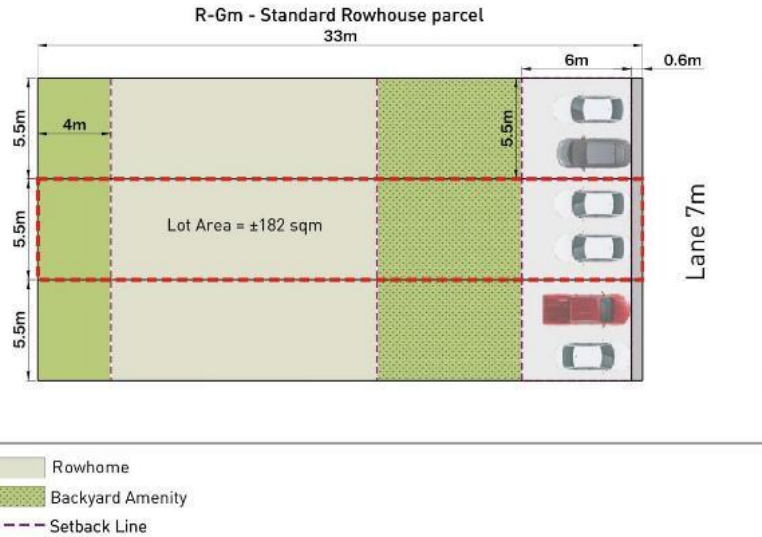 R-Gm - Standard Rowhouse parcel
33m
6m
0.6m
5.5m
4m
5.5m
5.5m
Lot Area = ±182 sqm
Lane 7m
5.5m
Rowhome
Backyard Amenity
Setback Line